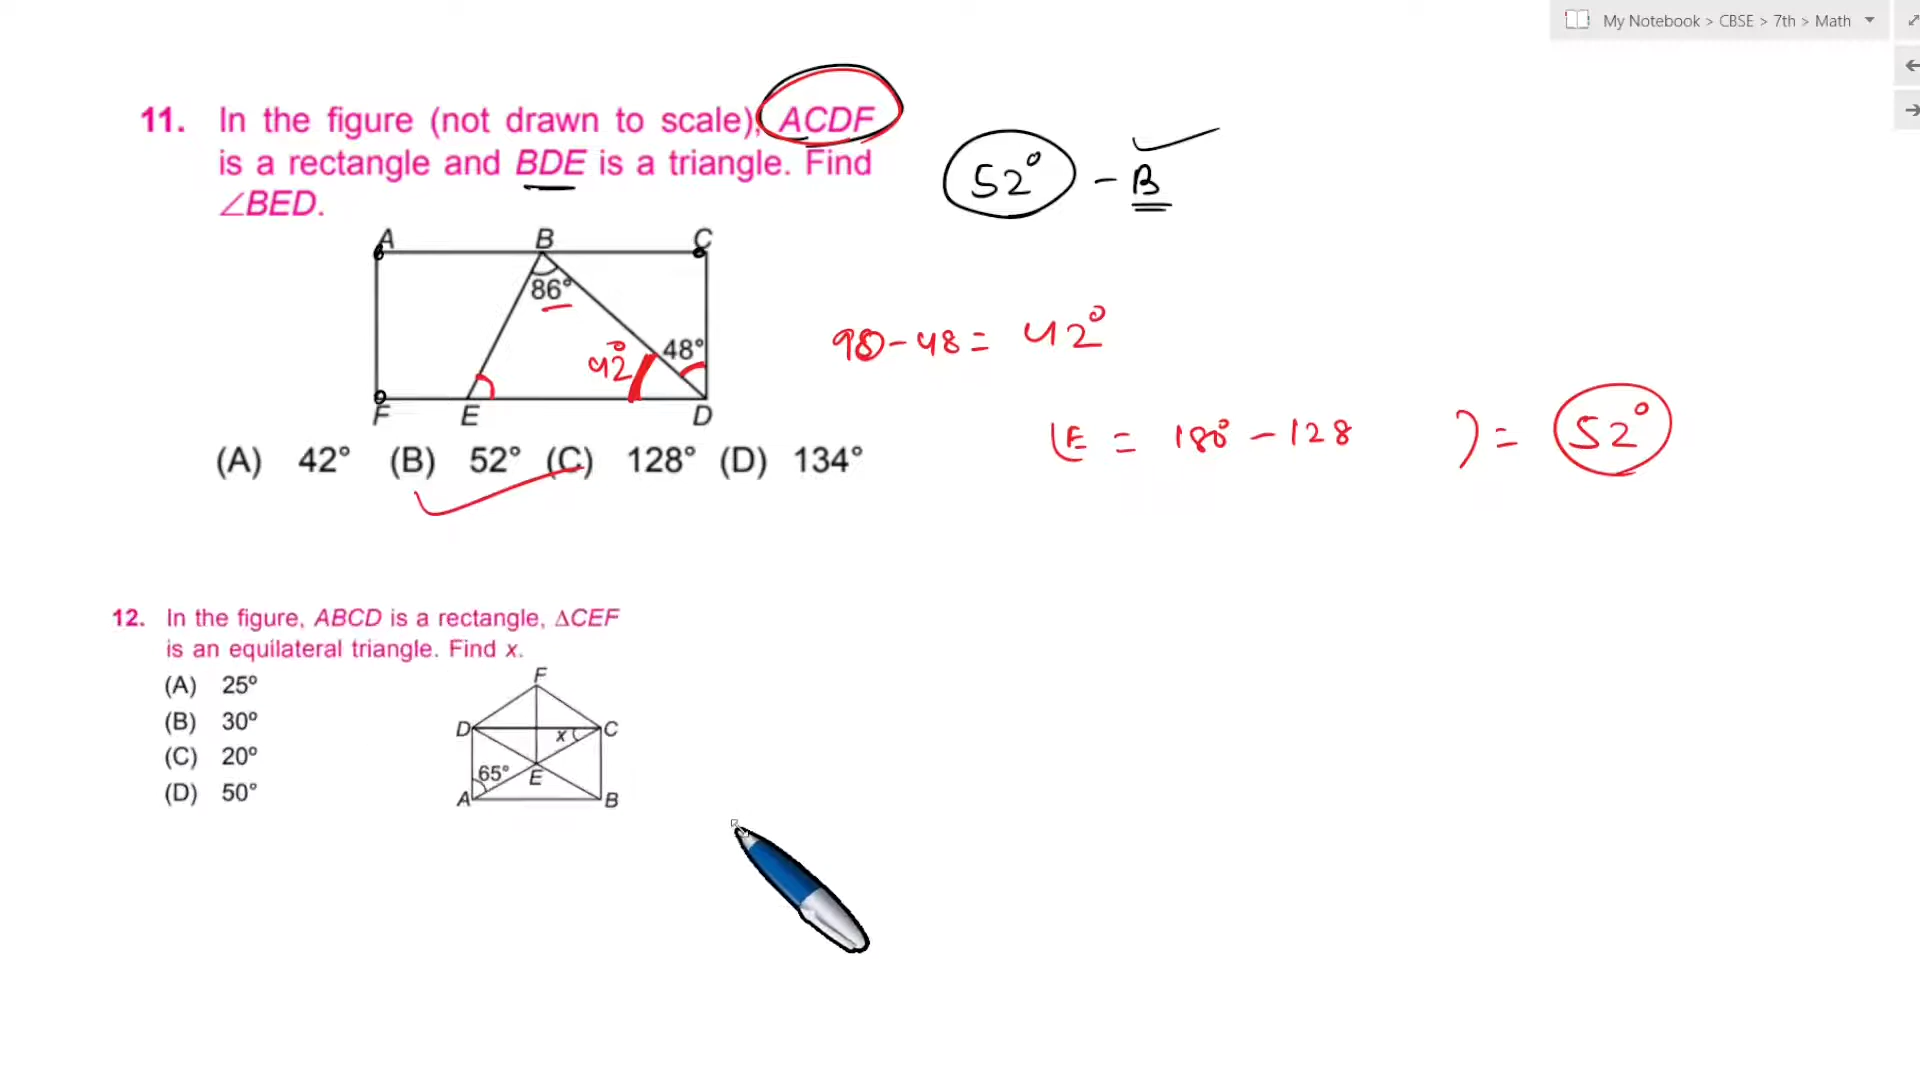 My Notebook > CBSE > 7th > Math
11. In the figure (not drawn to scale), ACDF
is a rectangle and BDE is a triangle. Find
∠BED.
52° - B
A B C
86°
48°
42°
F E D
90 - 48 = 42°
∠E = 180° - 128 ) = 52°
(A) 42° (B) 52° (C) 128° (D) 134°
12. In the figure, ABCD is a rectangle, ΔCEF
is an equilateral triangle. Find x.
(A) 25°
(B) 30°
(C) 20°
(D) 50°
F
D x C
65° E
A B